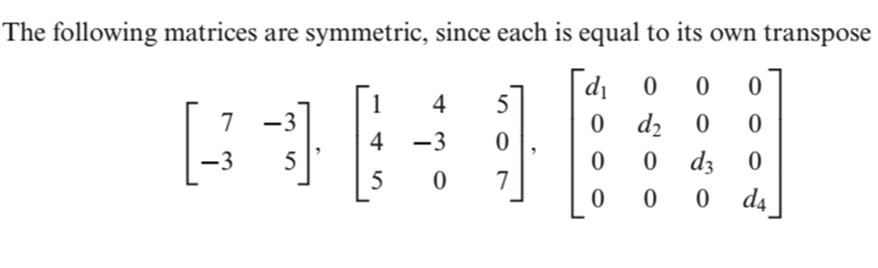 The following matrices are symmetric, since each is equal to its own transpose
[7 −3
−3 5],
[1 4 5
4 −3 0
5 0 7],
[d₁ 0 0 0
0 d₂ 0 0
0 0 d₃ 0
0 0 0 d₄]